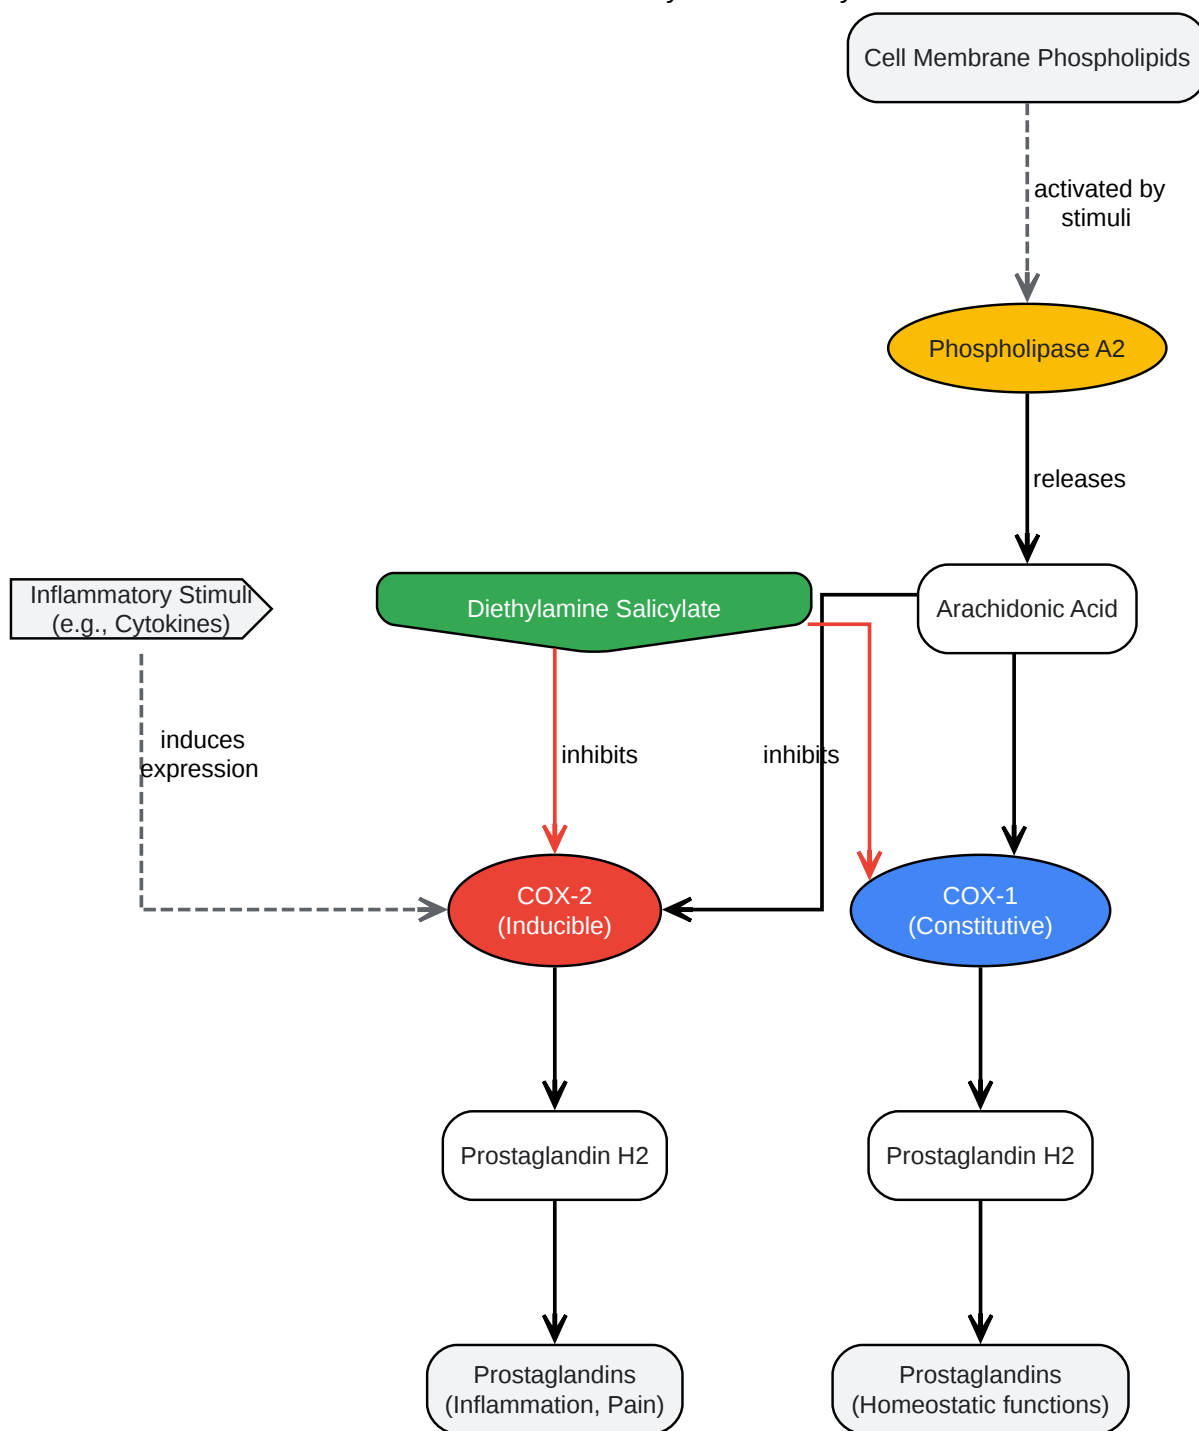 Cell Membrane Phospholipids
activated by
stimuli
Phospholipase A2
releases
Inflammatory Stimuli
(e.g., Cytokines)
Diethylamine Salicylate
Arachidonic Acid
induces
expression
inhibits
inhibits
COX-2
(Inducible)
COX-1
(Constitutive)
Prostaglandin H2
Prostaglandin H2
Prostaglandins
(Inflammation, Pain)
Prostaglandins
(Homeostatic functions)